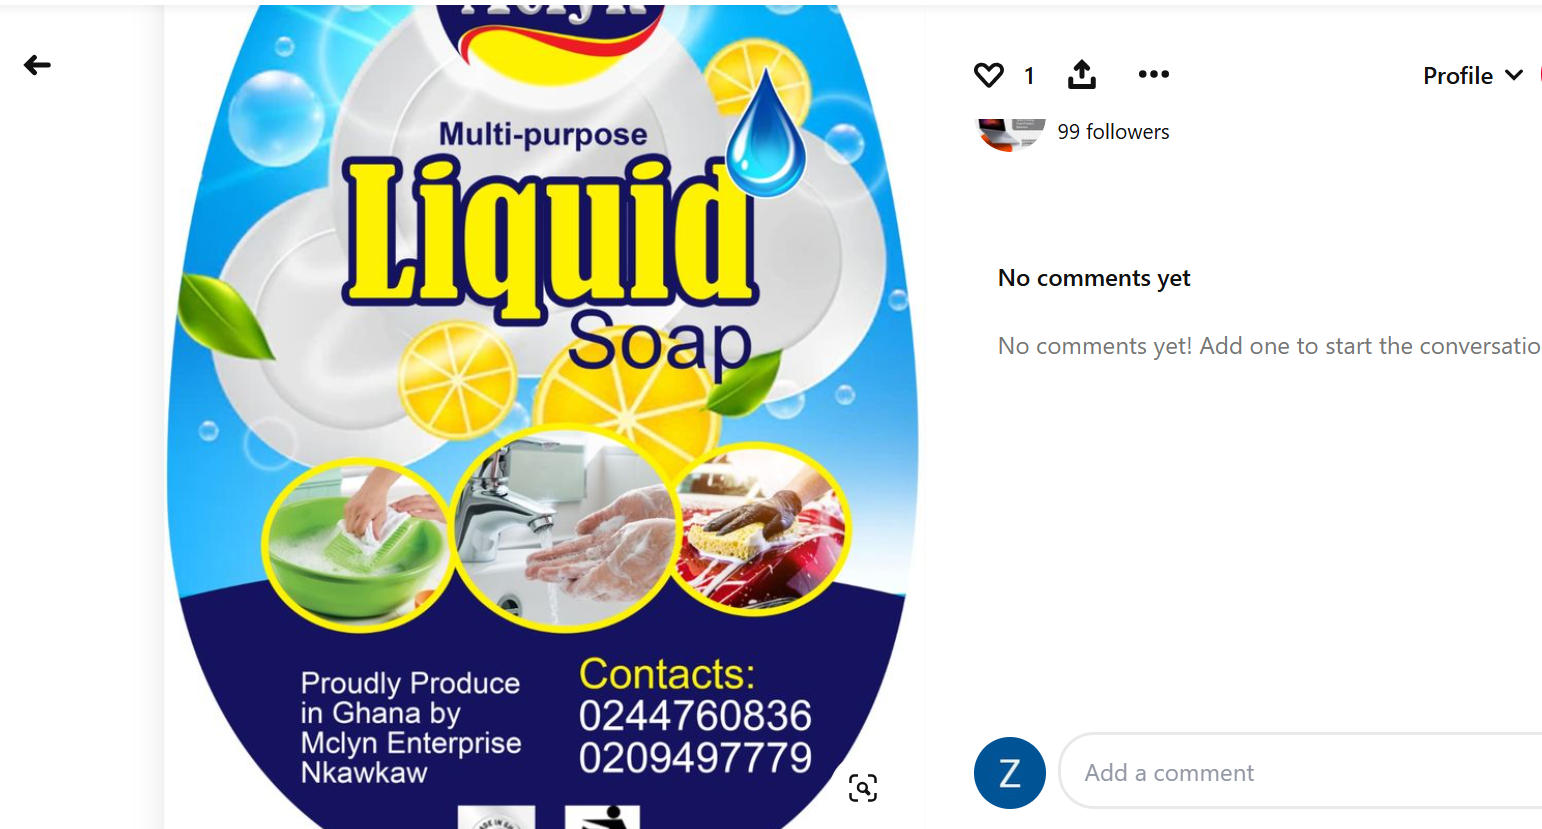 Mclyn
Multi-purpose
Liquid
Soap
Proudly Produce
in Ghana by
Mclyn Enterprise
Nkawkaw
Contacts:
0244760836
0209497779
1
Profile
99 followers
No comments yet
No comments yet! Add one to start the conversatio
Z
Add a comment